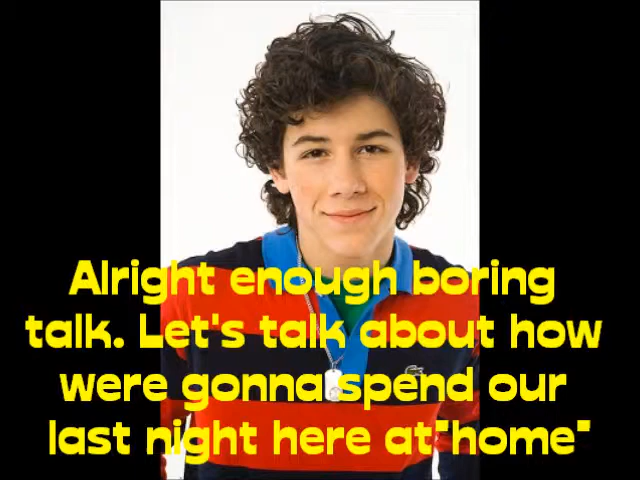 Alright enough boring
talk. Let's talk about how
were gonna spend our
last night here at"home"